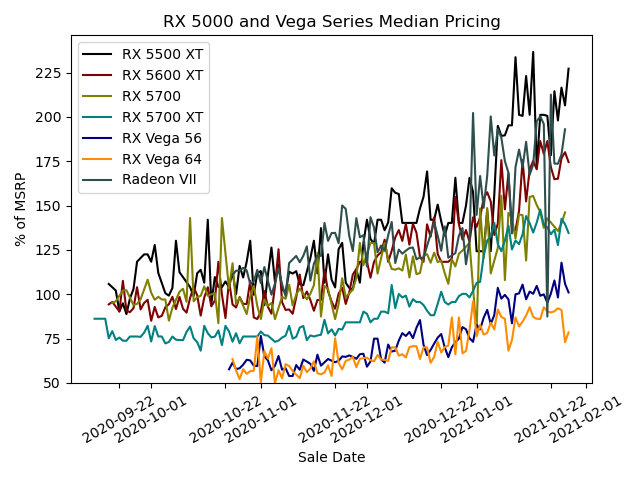 RX 5000 and Vega Series Median Pricing
RX 5500 XT
RX 5600 XT
RX 5700
RX 5700 XT
RX Vega 56
RX Vega 64
Radeon VII
% of MSRP
225
200
175
150
125
100
75
50
2020-09-22
2020-10-01
2020-10-22
2020-11-01
2020-11-22
2020-12-01
2020-12-22
2021-01-01
2021-01-22
2021-02-01
Sale Date